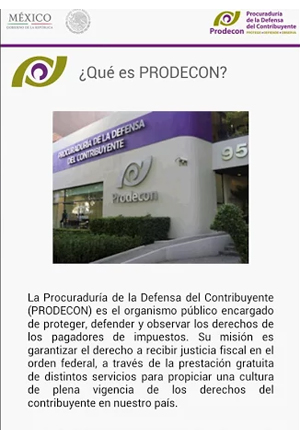 MÉXICO
GOBIERNO DE LA REPÚBLICA
Prodecon
Procuraduría
de la Defensa
del Contribuyente
PROTEGE • DEFIENDE • OBSERVA
¿Qué es PRODECON?
PROCURADURÍA DE LA DEFENSA
DEL CONTRIBUYENTE
Prodecon
95
La Procuraduría de la Defensa del Contribuyente
(PRODECON) es el organismo público encargado
de proteger, defender y observar los derechos de
los pagadores de impuestos. Su misión es
garantizar el derecho a recibir justicia fiscal en el
orden federal, a través de la prestación gratuita
de distintos servicios para propiciar una cultura
de plena vigencia de los derechos del
contribuyente en nuestro país.